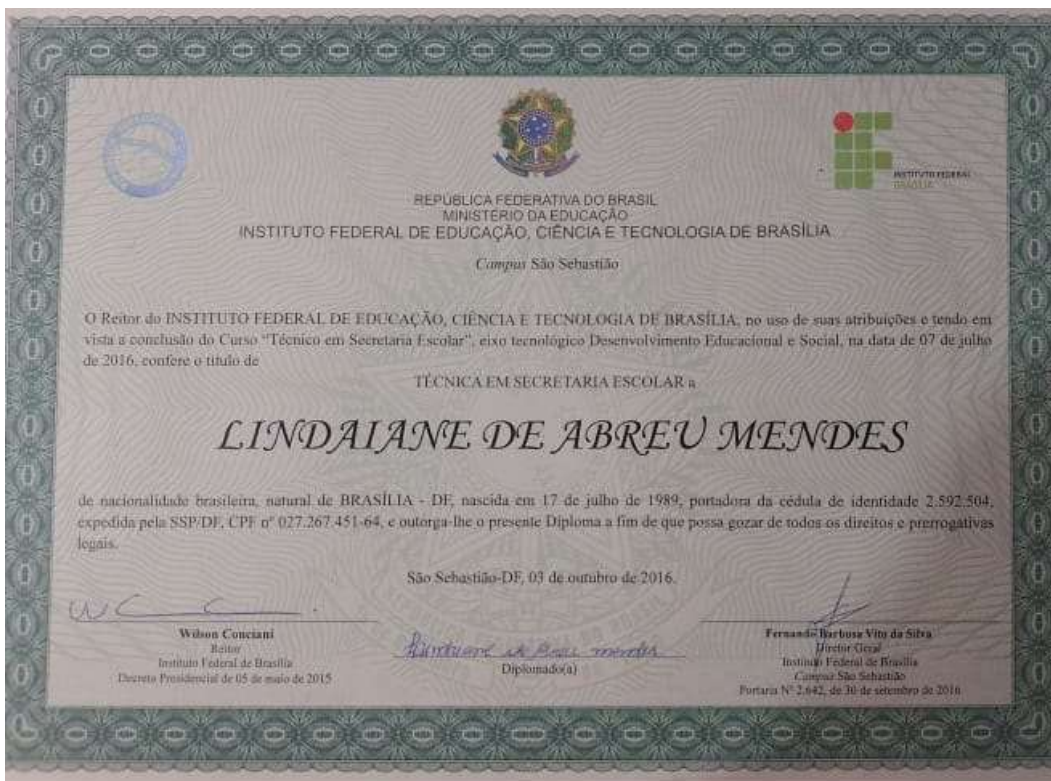 INSTITUTO FEDERAL
BRASÍLIA
REPÚBLICA FEDERATIVA DO BRASIL
MINISTÉRIO DA EDUCAÇÃO
INSTITUTO FEDERAL DE EDUCAÇÃO, CIÊNCIA E TECNOLOGIA DE BRASÍLIA
Campus São Sebastião
O Reitor do INSTITUTO FEDERAL DE EDUCAÇÃO, CIÊNCIA E TECNOLOGIA DE BRASÍLIA, no uso de suas atribuições e tendo em
vista a conclusão do Curso “Técnico em Secretaria Escolar”, eixo tecnológico Desenvolvimento Educacional e Social, na data de 07 de julho
de 2016, confere o título de
TÉCNICA EM SECRETARIA ESCOLAR a
LINDAIANE DE ABREU MENDES
de nacionalidade brasileira, natural de BRASÍLIA - DF, nascida em 17 de julho de 1989, portadora da cédula de identidade 2.592.504,
expedida pela SSP/DF, CPF nº 027.267.451-64, e outorga-lhe o presente Diploma a fim de que possa gozar de todos os direitos e prerrogativas
legais.
São Sebastião-DF, 03 de outubro de 2016.
Wilson Conciani
Reitor
Instituto Federal de Brasília
Decreto Presidencial de 05 de maio de 2015
Diplomado(a)
Fernando Barbosa Vito da Silva
Diretor Geral
Instituto Federal de Brasília
Campus São Sebastião
Portaria Nº 2.642, de 30 de setembro de 2016